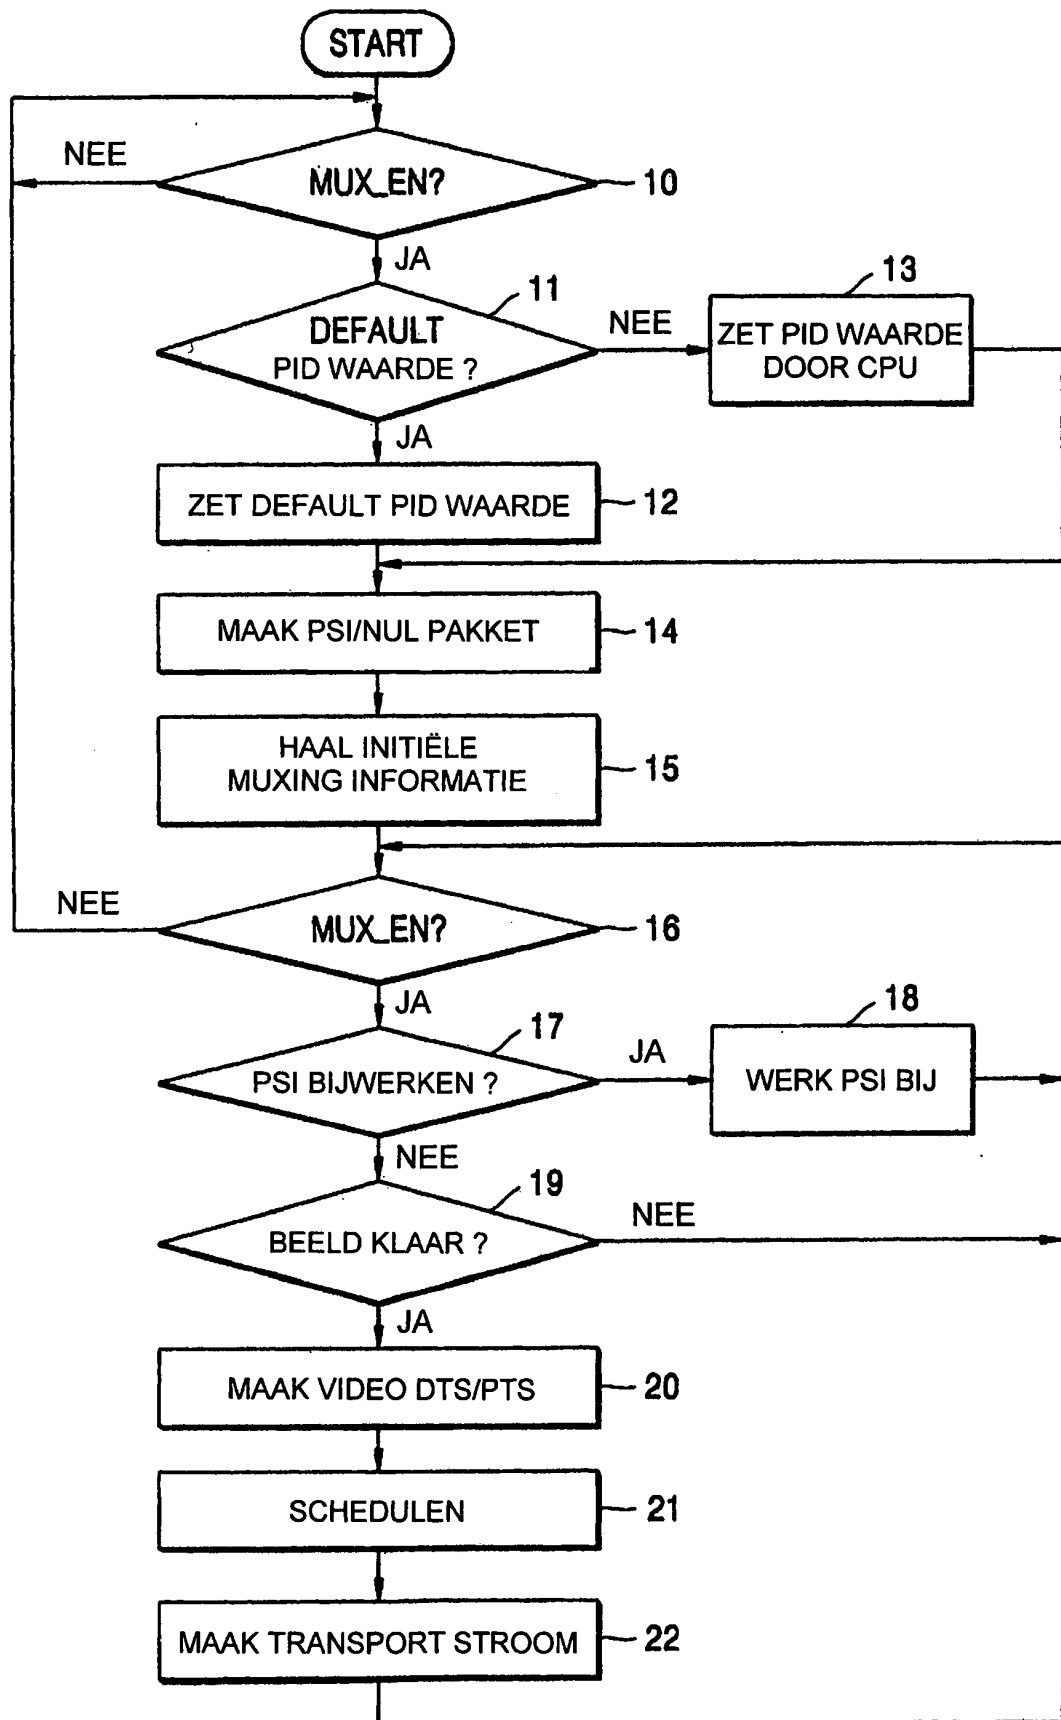 START
NEE
MUX_EN?
10
JA
11
13
DEFAULT
PID WAARDE ?
NEE
ZET PID WAARDE
DOOR CPU
JA
ZET DEFAULT PID WAARDE
12
MAAK PSI/NUL PAKKET
14
HAAL INITIËLE
MUXING INFORMATIE
15
NEE
MUX_EN?
16
JA
17
18
PSI BIJWERKEN ?
JA
WERK PSI BIJ
NEE
19
BEELD KLAAR ?
NEE
JA
MAAK VIDEO DTS/PTS
20
SCHEDULEN
21
MAAK TRANSPORT STROOM
22